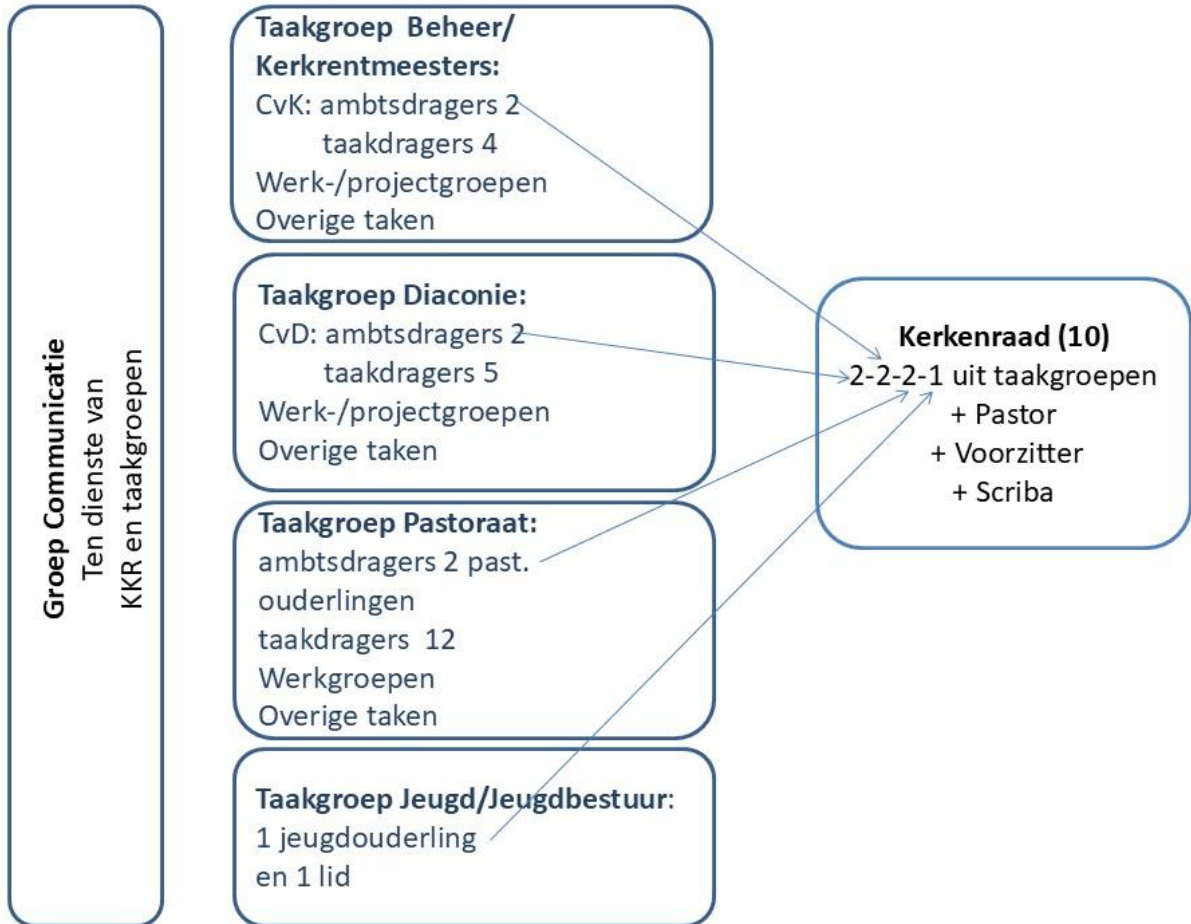 Groep Communicatie
Ten dienste van
KKR en taakgroepen
Taakgroep Beheer/
Kerkrentmeesters:
CvK: ambtsdragers 2
taakdragers 4
Werk-/projectgroepen
Overige taken
Taakgroep Diaconie:
CvD: ambtsdragers 2
taakdragers 5
Werk-/projectgroepen
Overige taken
Taakgroep Pastoraat:
ambtsdragers 2 past.
ouderlingen
taakdragers 12
Werkgroepen
Overige taken
Taakgroep Jeugd/Jeugdbestuur:
1 jeugdouderling
en 1 lid
Kerkenraad (10)
2-2-2-1 uit taakgroepen
+ Pastor
+ Voorzitter
+ Scriba